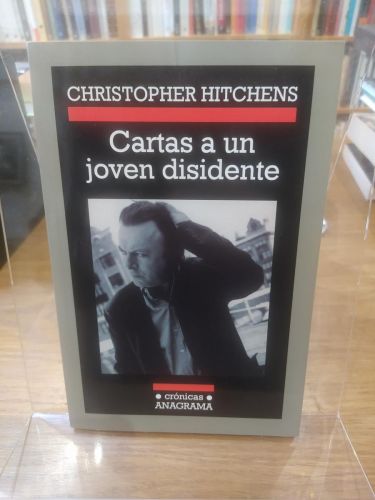 CHRISTOPHER HITCHENS
Cartas a un
joven disidente
• crónicas •
ANAGRAMA